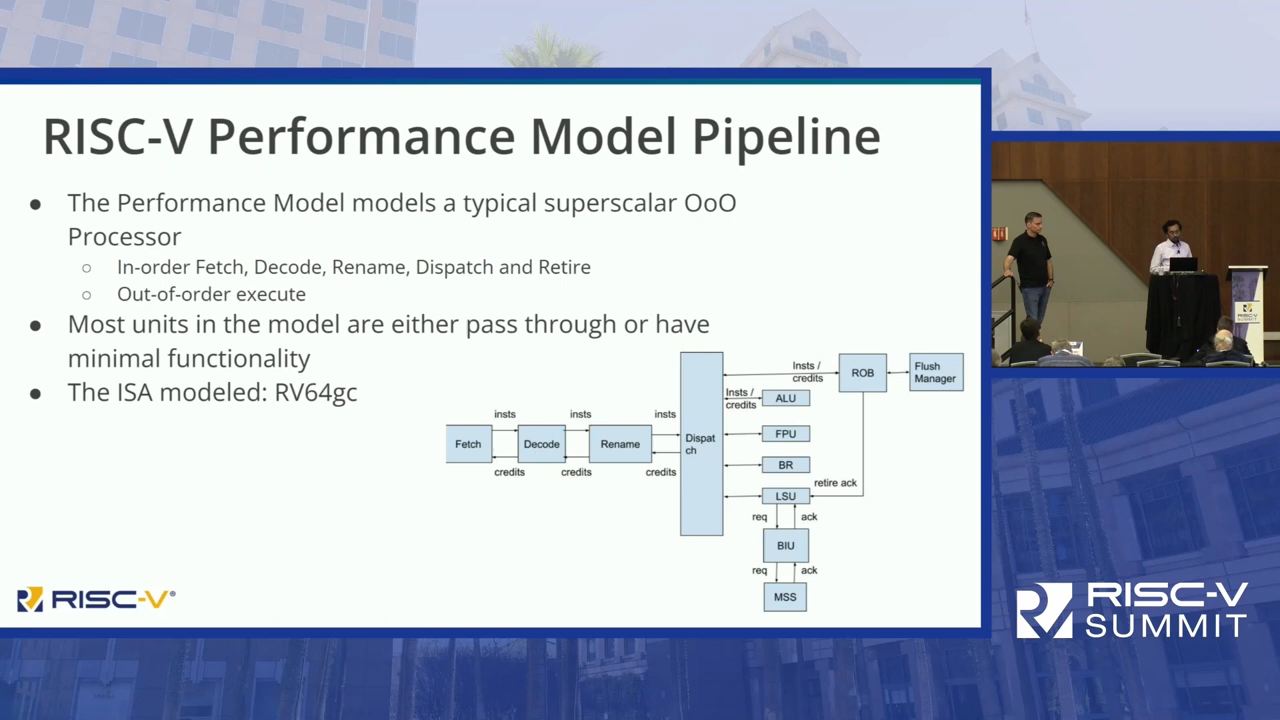 RISC-V Performance Model Pipeline
● The Performance Model models a typical superscalar OoO
Processor
○ In-order Fetch, Decode, Rename, Dispatch and Retire
○ Out-of-order execute
● Most units in the model are either pass through or have
minimal functionality
● The ISA modeled: RV64gc
Fetch
insts
credits
Decode
insts
credits
Rename
insts
credits
Dispat
ch
Insts /
credits
ROB
Flush
Manager
Insts /
credits
ALU
FPU
BR
LSU
retire ack
req
ack
BIU
req
ack
MSS
RISC-V®
RISC-V
SUMMIT
RISC-V
SUMMIT